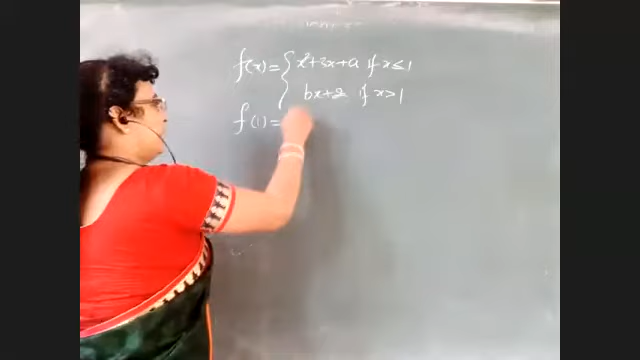 f(x) = { x²+3x+a if x ≤ 1
bx+2 if x > 1
f(1) =